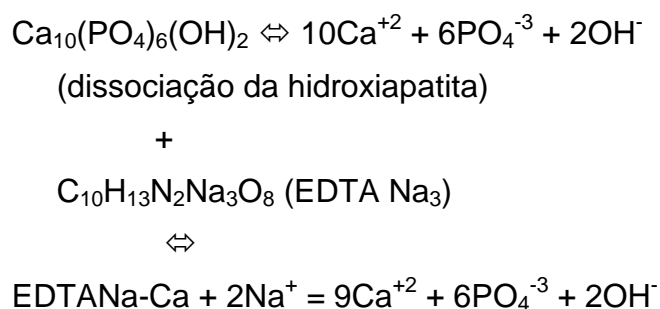 Ca₁₀(PO₄)₆(OH)₂ ⇔ 10Ca⁺² + 6PO₄⁻³ + 2OH⁻
(dissociação da hidroxiapatita)
+
C₁₀H₁₃N₂Na₃O₈ (EDTA Na₃)
⇔
EDTANa-Ca + 2Na⁺ = 9Ca⁺² + 6PO₄⁻³ + 2OH⁻